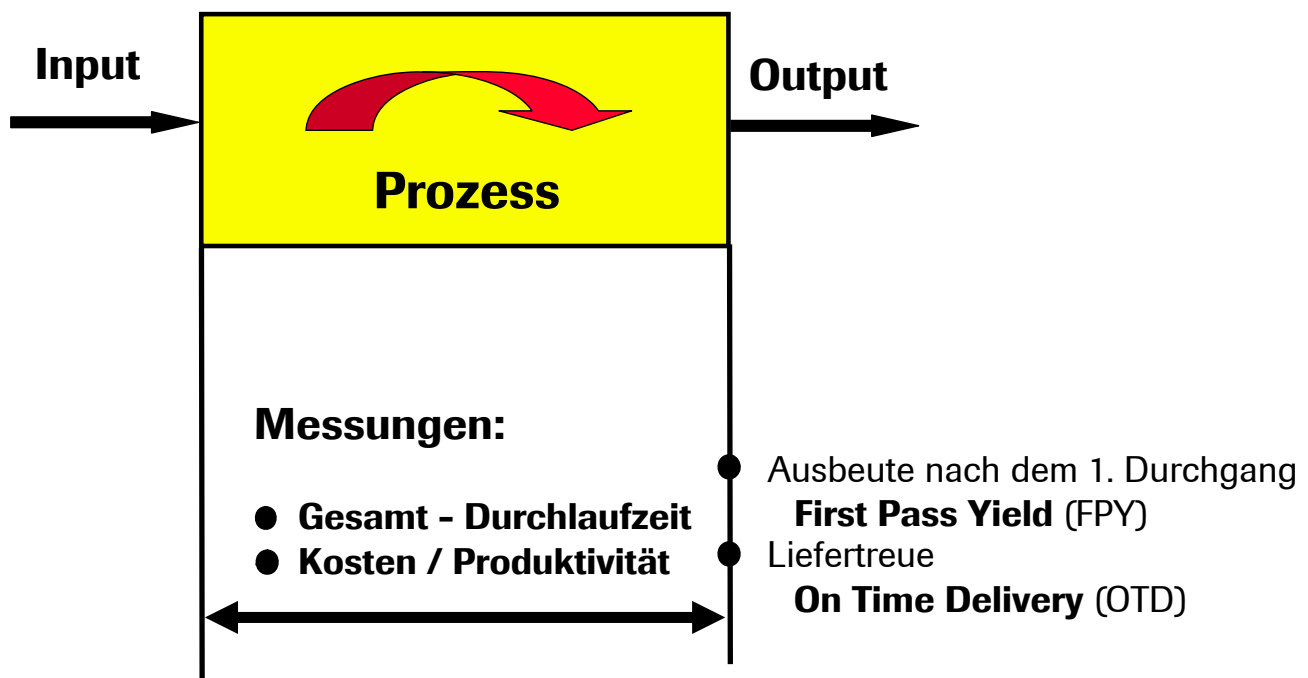 Input
Output
Prozess
Messungen:
● Gesamt - Durchlaufzeit
● Kosten / Produktivität
● Ausbeute nach dem 1. Durchgang
First Pass Yield (FPY)
● Liefertreue
On Time Delivery (OTD)